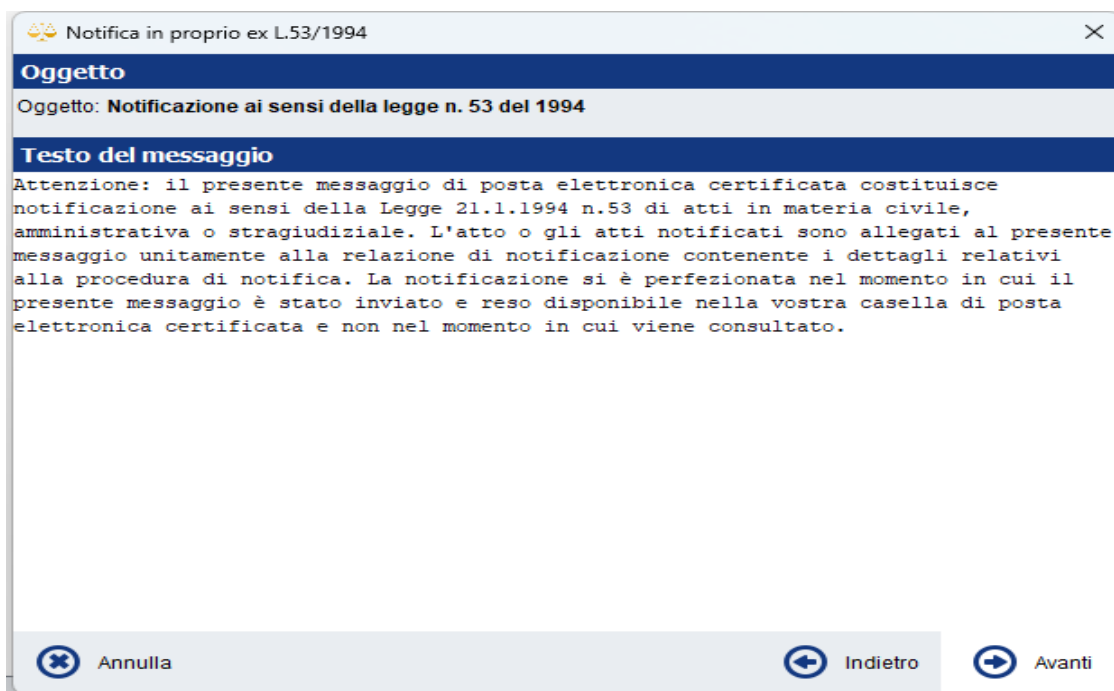 Notifica in proprio ex L.53/1994
Oggetto
Oggetto: Notificazione ai sensi della legge n. 53 del 1994
Testo del messaggio
Attenzione: il presente messaggio di posta elettronica certificata costituisce
notificazione ai sensi della Legge 21.1.1994 n.53 di atti in materia civile,
amministrativa o stragiudiziale. L'atto o gli atti notificati sono allegati al presente
messaggio unitamente alla relazione di notificazione contenente i dettagli relativi
alla procedura di notifica. La notificazione si è perfezionata nel momento in cui il
presente messaggio è stato inviato e reso disponibile nella vostra casella di posta
elettronica certificata e non nel momento in cui viene consultato.
Annulla Indietro Avanti